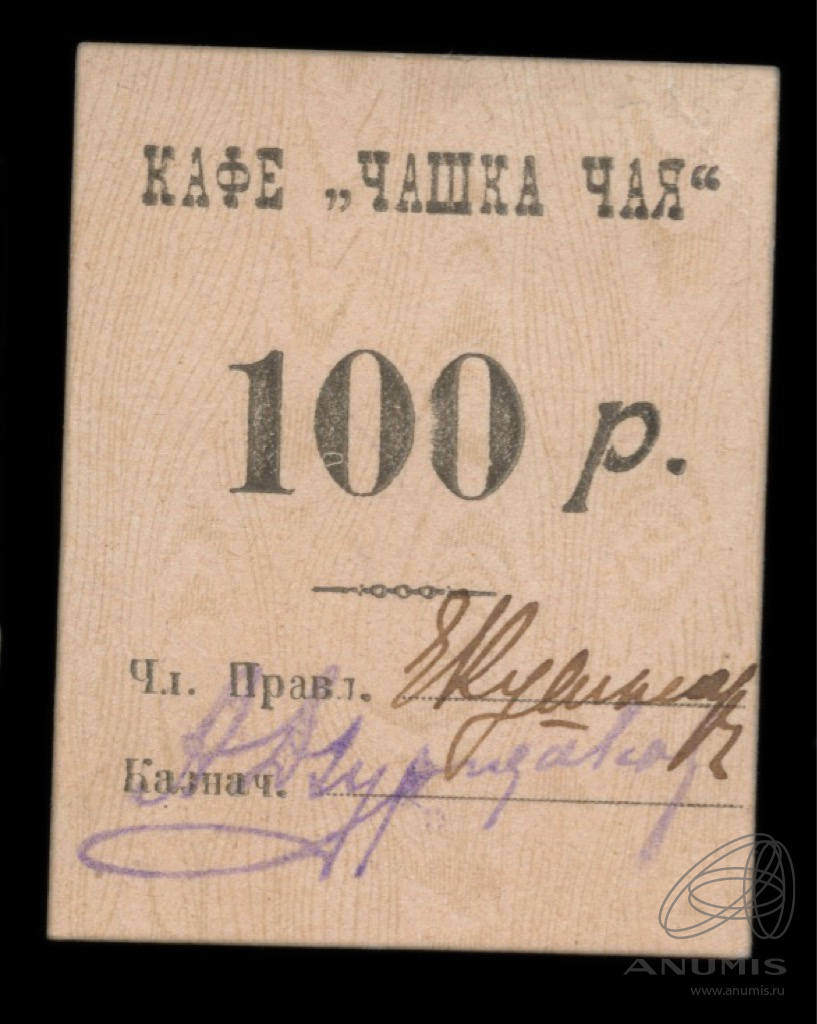 КАФЕ „ЧАШКА ЧАЯ“
100 р.
Чл. Правл.
Казнач.
ANUMIS
www.anumis.ru